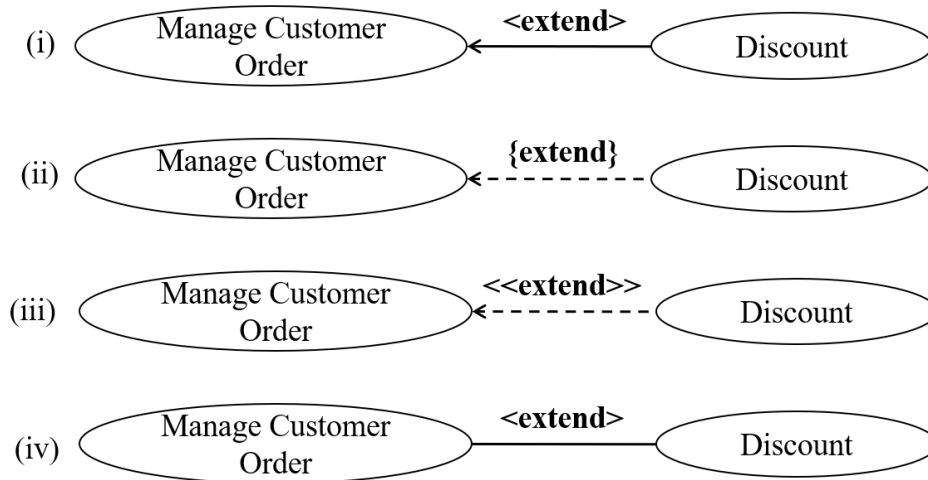 (i) Manage Customer Order <extend> Discount
(ii) Manage Customer Order {extend} Discount
(iii) Manage Customer Order <<extend>> Discount
(iv) Manage Customer Order <extend> Discount